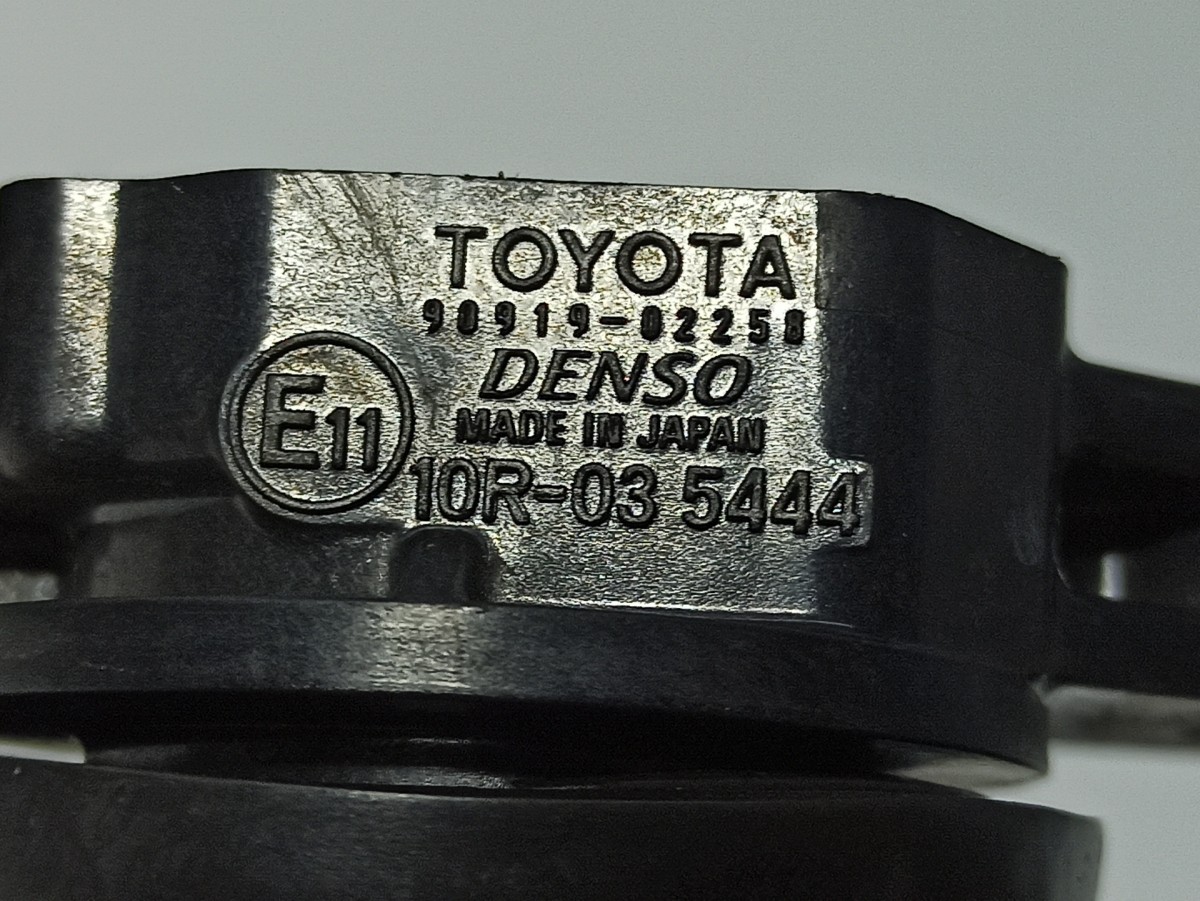 TOYOTA
90919-02258
DENSO
MADE IN JAPAN
E11
10R-03 5444